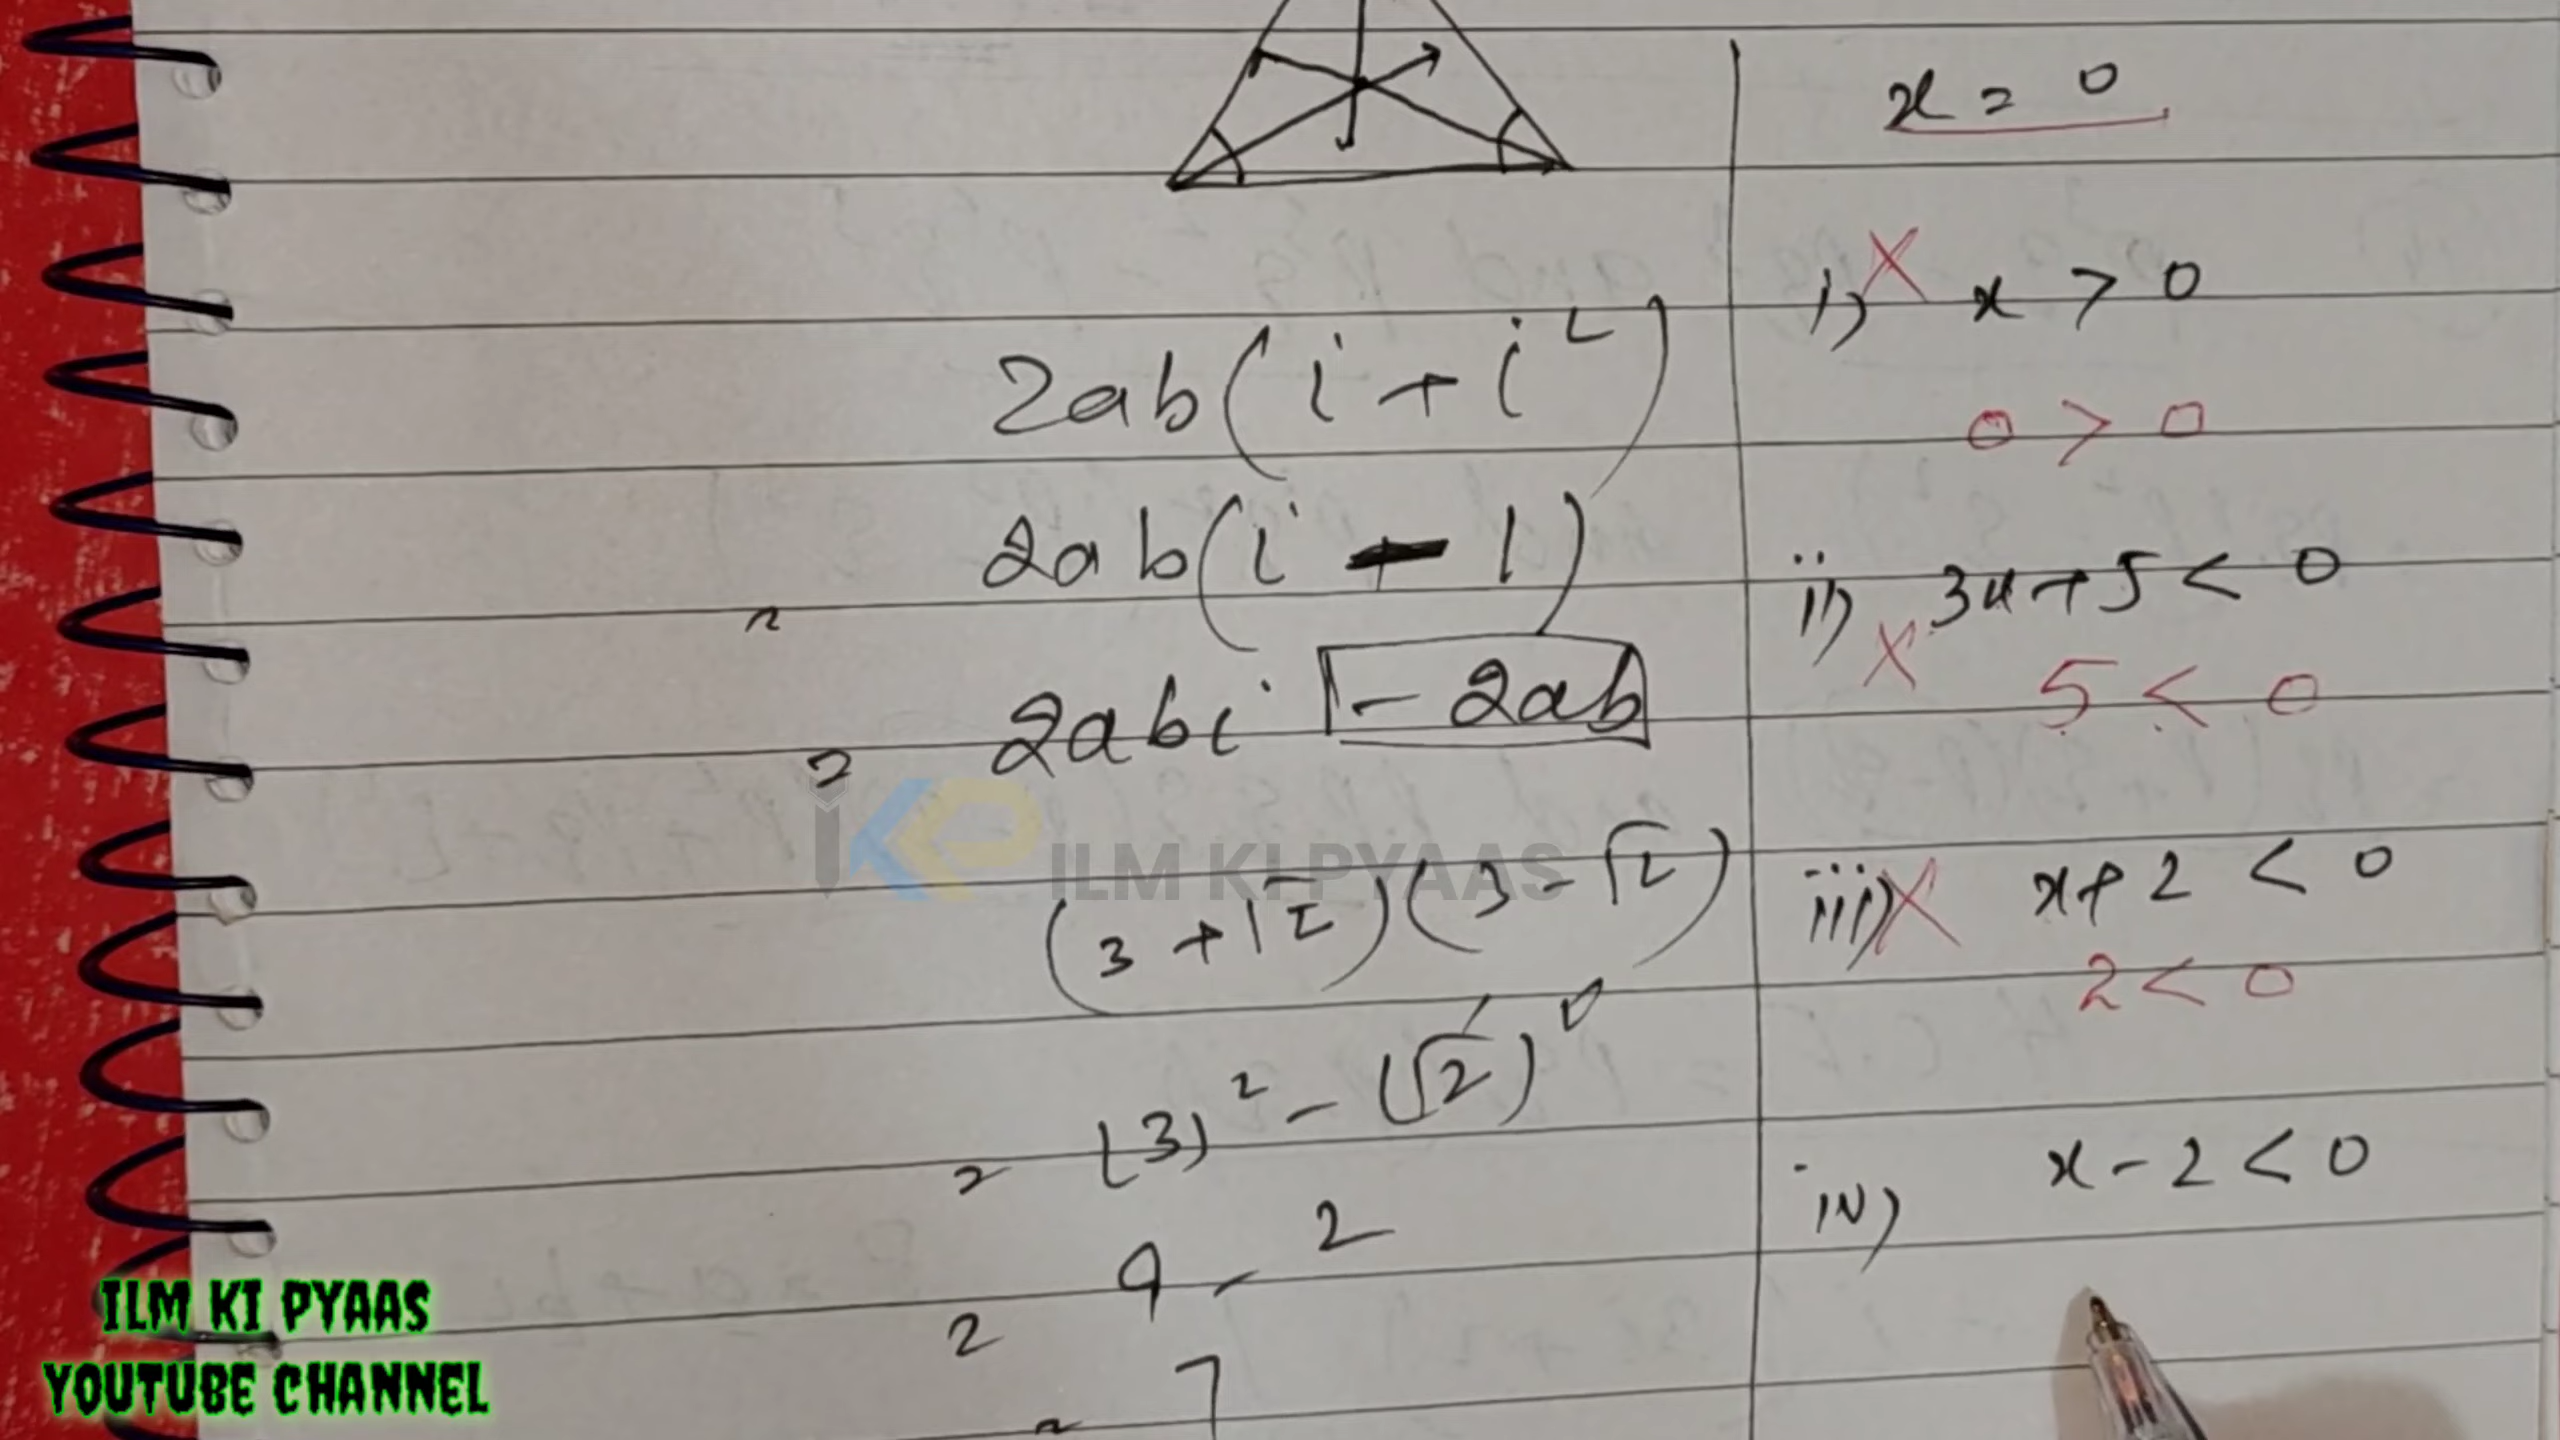 2ab(i + i²)
= 2ab(i - 1)
= 2abi - 2ab
(3 + √2)(3 - √2)
= (3)² - (√2)²
= 9 - 2
= 7
x = 0
i) x > 0
0 > 0
ii) 3x + 5 < 0
5 < 0
iii) x + 2 < 0
2 < 0
iv) x - 2 < 0
ILM KI PYAAS
ILM KI PYAAS
YOUTUBE CHANNEL